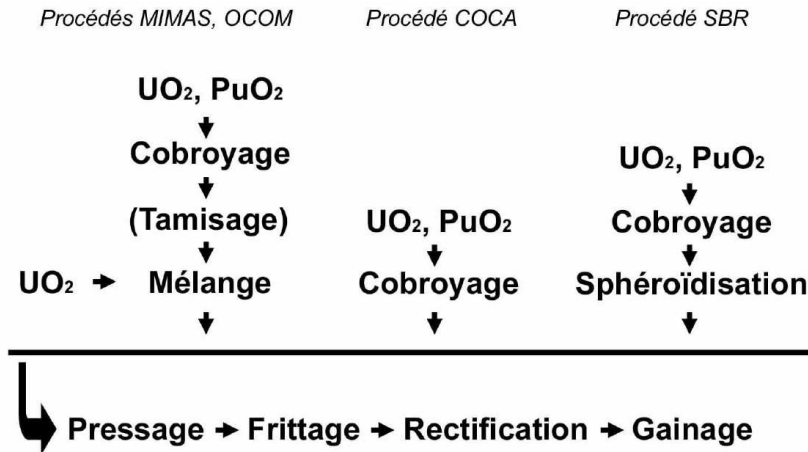 Procédés MIMAS, OCOM
UO₂, PuO₂
Cobroyage
(Tamisage)
UO₂ → Mélange
Procédé COCA
UO₂, PuO₂
Cobroyage
Procédé SBR
UO₂, PuO₂
Cobroyage
Sphéroïdisation
Pressage → Frittage → Rectification → Gainage